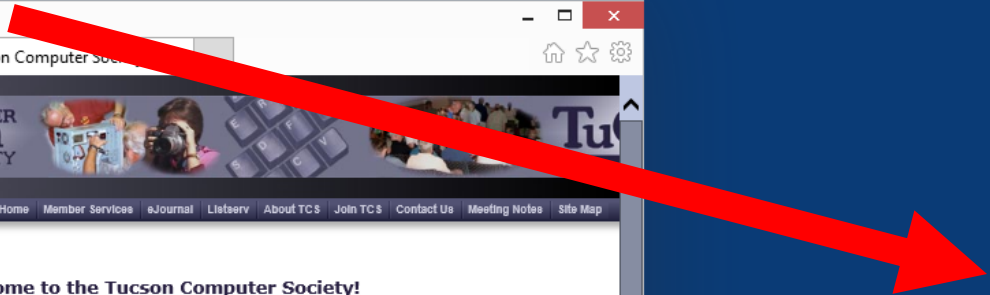 n Computer
ER
Y
TU
Home Member Services eJournal Listserv About TCS Join TCS Contact Us Meeting Notes Site Map
ome to the Tucson Computer Society!